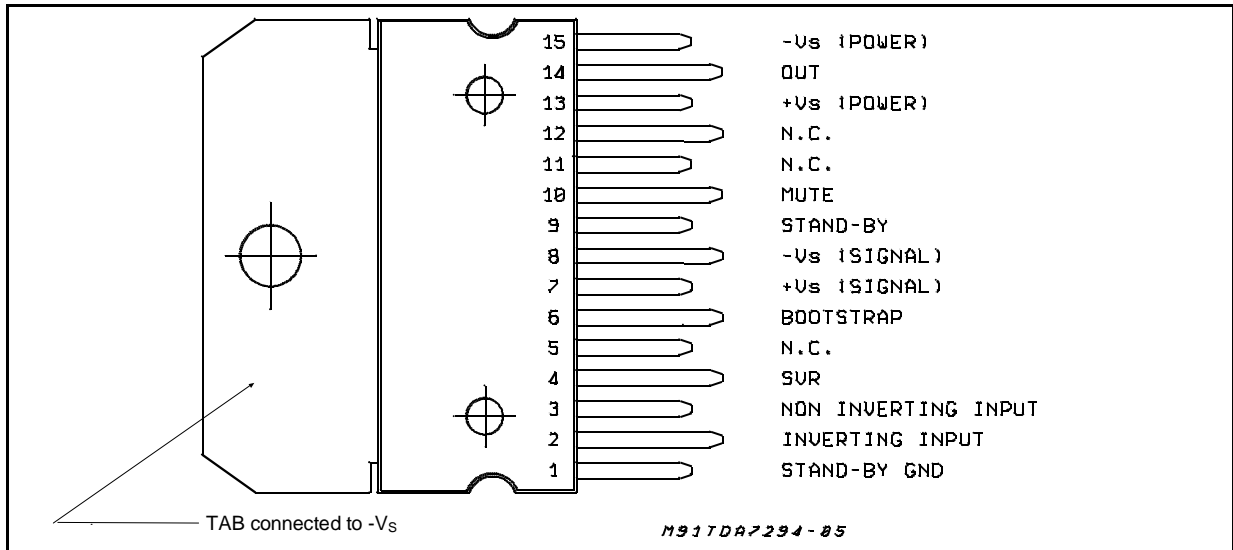 15 -Vs (POWER)
14 OUT
13 +Vs (POWER)
12 N.C.
11 N.C.
10 MUTE
9 STAND-BY
8 -Vs (SIGNAL)
7 +Vs (SIGNAL)
6 BOOTSTRAP
5 N.C.
4 SVR
3 NON INVERTING INPUT
2 INVERTING INPUT
1 STAND-BY GND
TAB connected to -VS
M91TDA7294-05